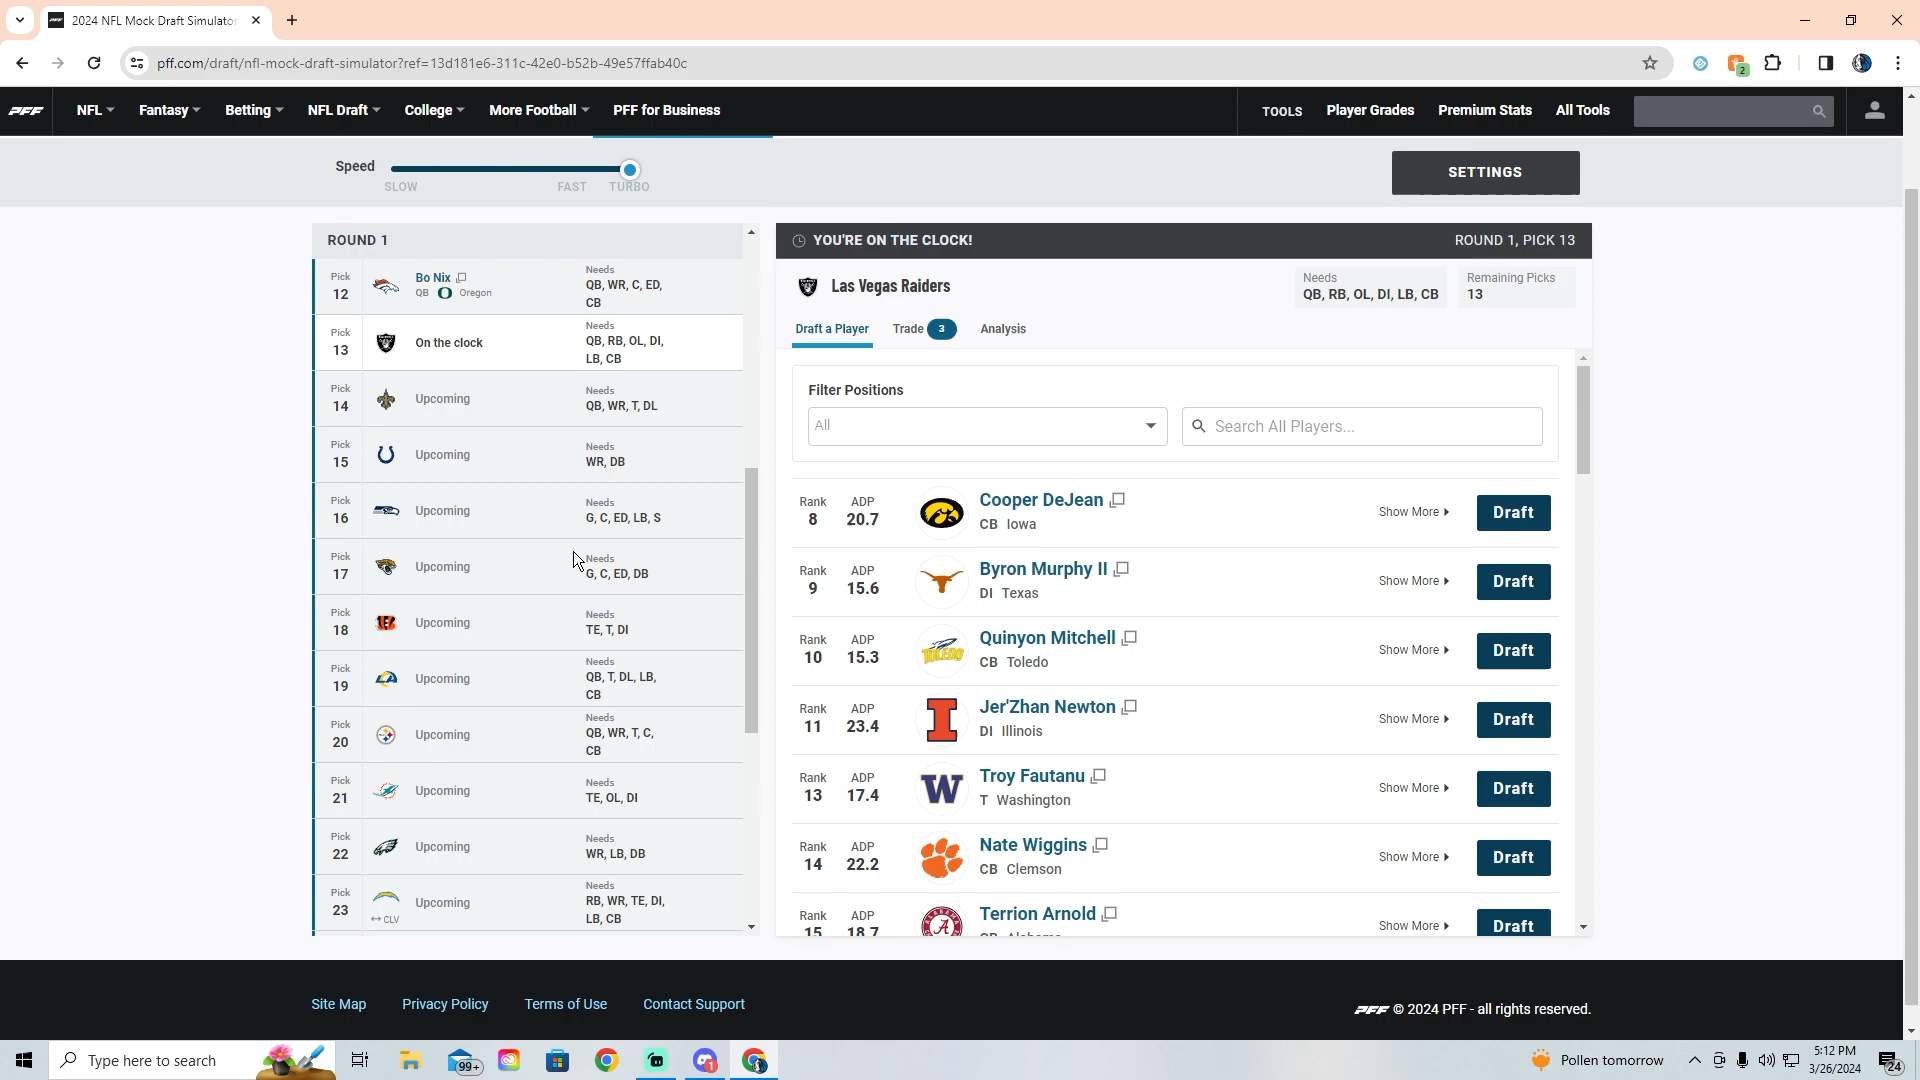 2024 NFL Mock Draft Simulator
pff.com/draft/nfl-mock-draft-simulator?ref=13d181e6-311c-42e0-b52b-49e57ffab40c
2
PFF NFL Fantasy Betting NFL Draft College More Football PFF for Business TOOLS Player Grades Premium Stats All Tools
Speed
SLOW FAST TURBO
SETTINGS
ROUND 1
Pick 12
Bo Nix
QB Oregon
Needs
QB, WR, C, ED,
CB
Pick 13
On the clock
Needs
QB, RB, OL, DI,
LB, CB
Pick 14
Upcoming
Needs
QB, WR, T, DL
Pick 15
Upcoming
Needs
WR, DB
Pick 16
Upcoming
Needs
G, C, ED, LB, S
Pick 17
Upcoming
Needs
G, C, ED, DB
Pick 18
Upcoming
Needs
TE, T, DI
Pick 19
Upcoming
Needs
QB, T, DL, LB,
CB
Pick 20
Upcoming
Needs
QB, WR, T, C,
CB
Pick 21
Upcoming
Needs
TE, OL, DI
Pick 22
Upcoming
Needs
WR, LB, DB
Pick 23
↔ CLV
Upcoming
Needs
RB, WR, TE, DI,
LB, CB
YOU'RE ON THE CLOCK! ROUND 1, PICK 13
Las Vegas Raiders
Needs
QB, RB, OL, DI, LB, CB
Remaining Picks
13
Draft a Player Trade 3 Analysis
Filter Positions
All
Search All Players...
Rank 8 ADP 20.7
Cooper DeJean
CB Iowa
Show More Draft
Rank 9 ADP 15.6
Byron Murphy II
DI Texas
Show More Draft
Rank 10 ADP 15.3
TOLEDO
Quinyon Mitchell
CB Toledo
Show More Draft
Rank 11 ADP 23.4
Jer'Zhan Newton
DI Illinois
Show More Draft
Rank 13 ADP 17.4
Troy Fautanu
T Washington
Show More Draft
Rank 14 ADP 22.2
Nate Wiggins
CB Clemson
Show More Draft
Rank 15 ADP 18.7
Terrion Arnold
CB Alabama
Show More Draft
Site Map Privacy Policy Terms of Use Contact Support
PFF © 2024 PFF - all rights reserved.
Type here to search
99+
1
Pollen tomorrow
5:12 PM
3/26/2024
24